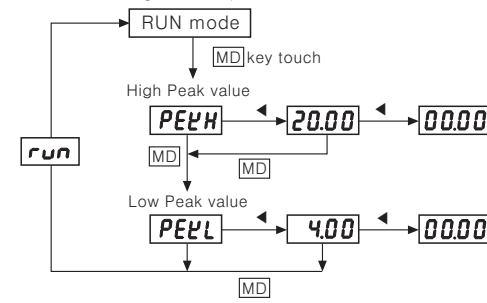 RUN mode
MD key touch
High Peak value
PEKH ◀ 20.00 ◀ 00.00
run
MD
MD
Low Peak value
PEKL ◀ 4.00 ◀ 00.00
MD